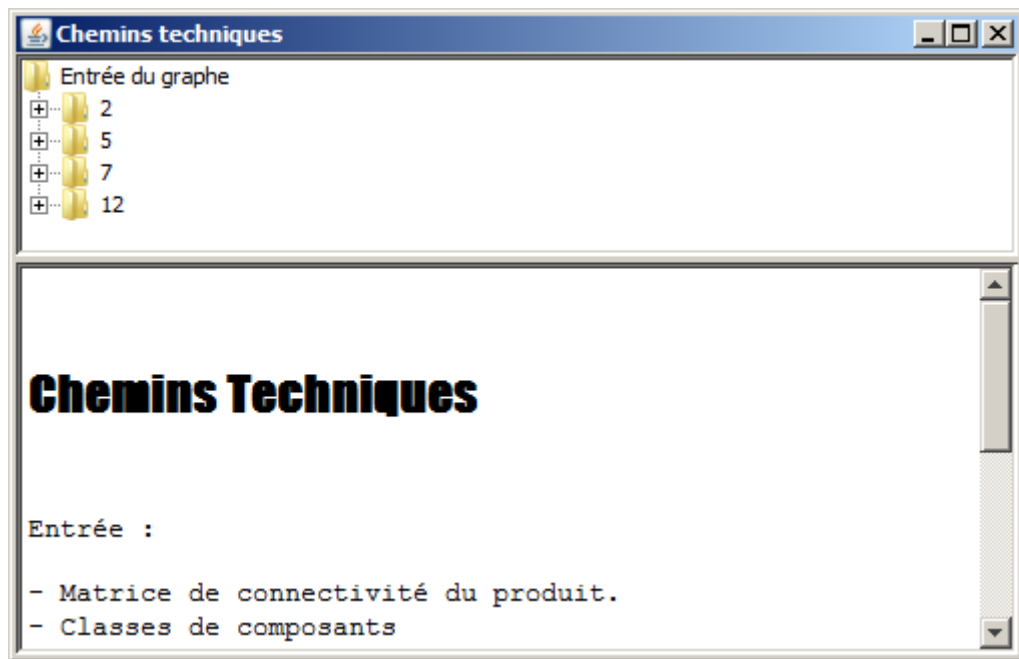 Chemins techniques
Entrée du graphe
2
5
7
12
Chemins Techniques
Entrée :
- Matrice de connectivité du produit.
- Classes de composants